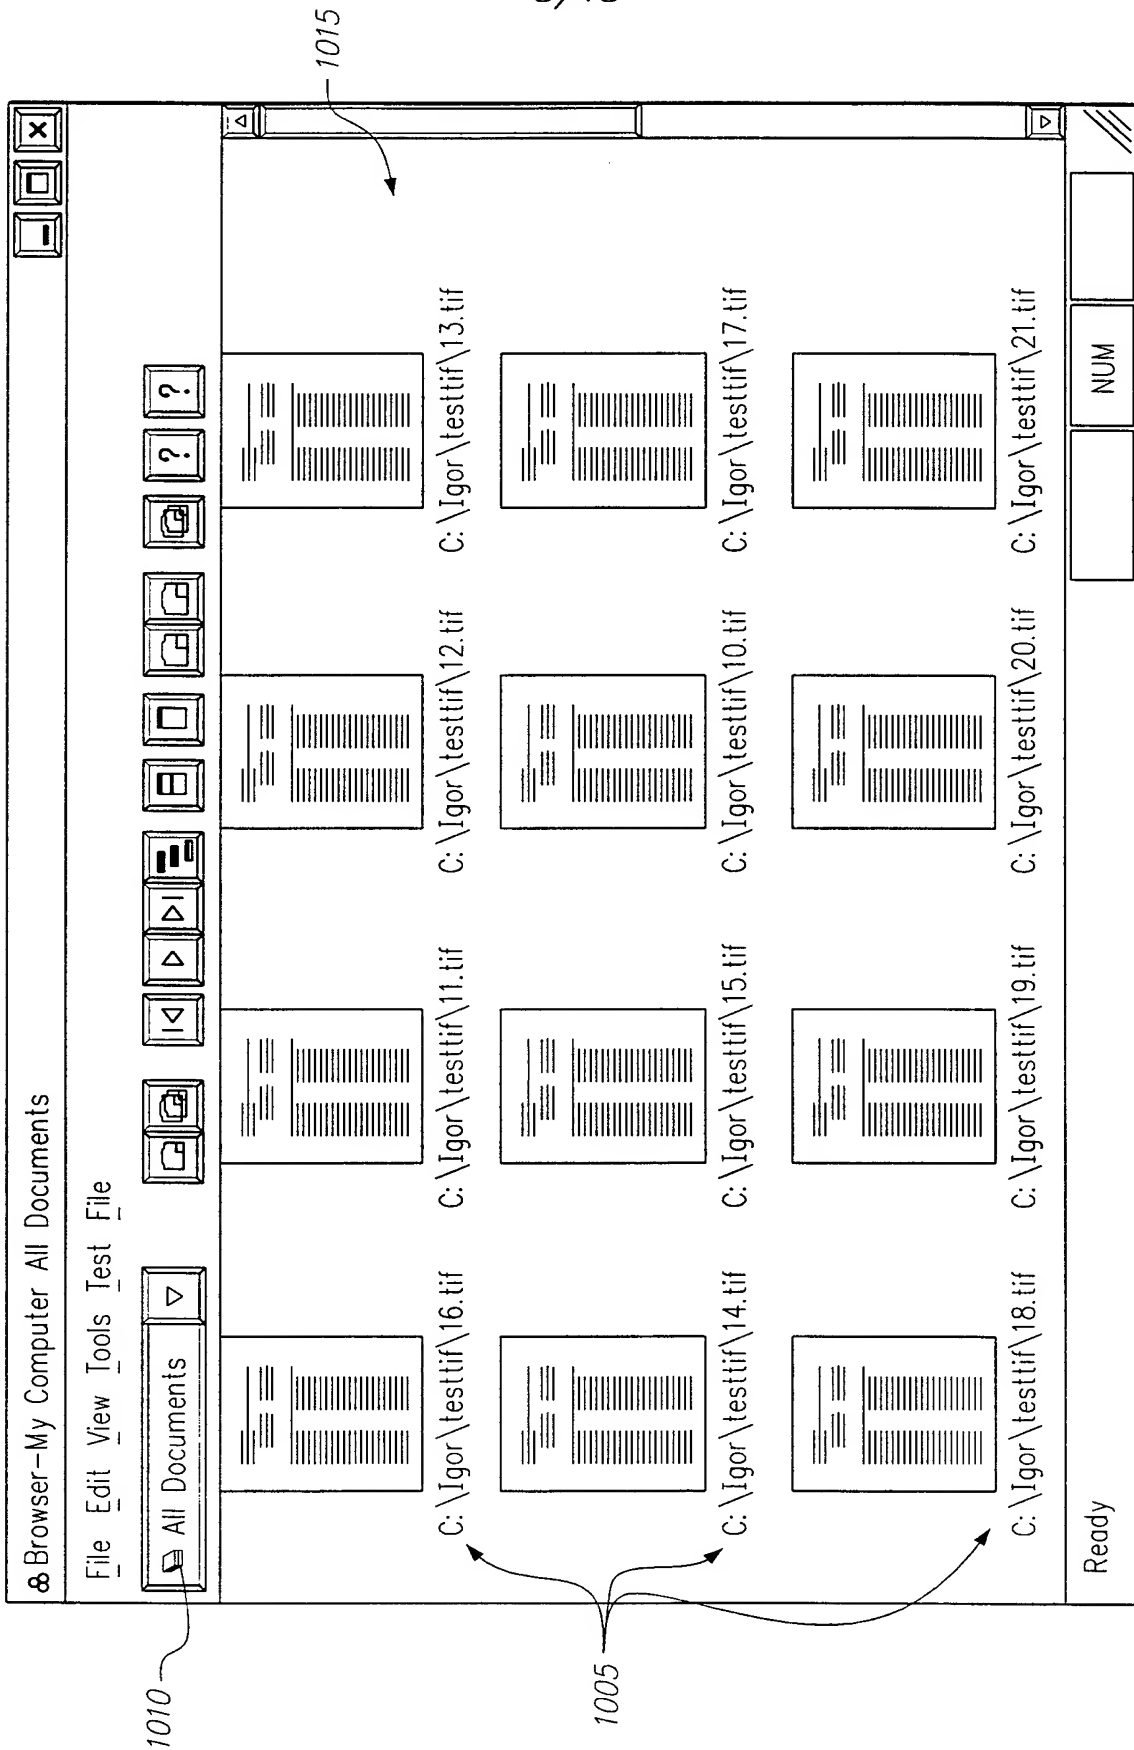 1015
Browser-My Computer All Documents
File Edit View Tools Test File
1010
All Documents
? ?
C:\Igor\testtif\16.tif C:\Igor\testtif\11.tif C:\Igor\testtif\12.tif C:\Igor\testtif\13.tif
C:\Igor\testtif\14.tif C:\Igor\testtif\15.tif C:\Igor\testtif\10.tif C:\Igor\testtif\17.tif
1005
C:\Igor\testtif\18.tif C:\Igor\testtif\19.tif C:\Igor\testtif\20.tif C:\Igor\testtif\21.tif
Ready NUM